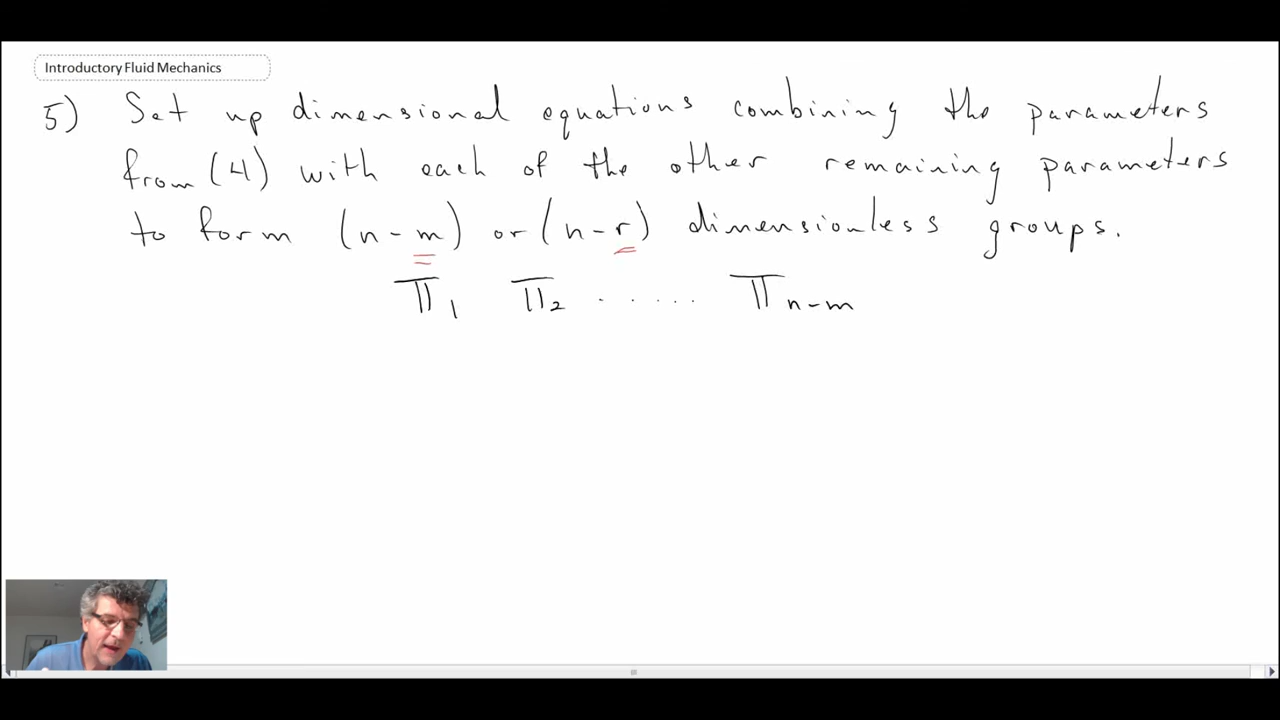 Introductory Fluid Mechanics
5) Set up dimensional equations combining the parameters
from (4) with each of the other remaining parameters
to form (n-m) or (n-r) dimensionless groups.
Π₁ Π₂ ...... Πn-m